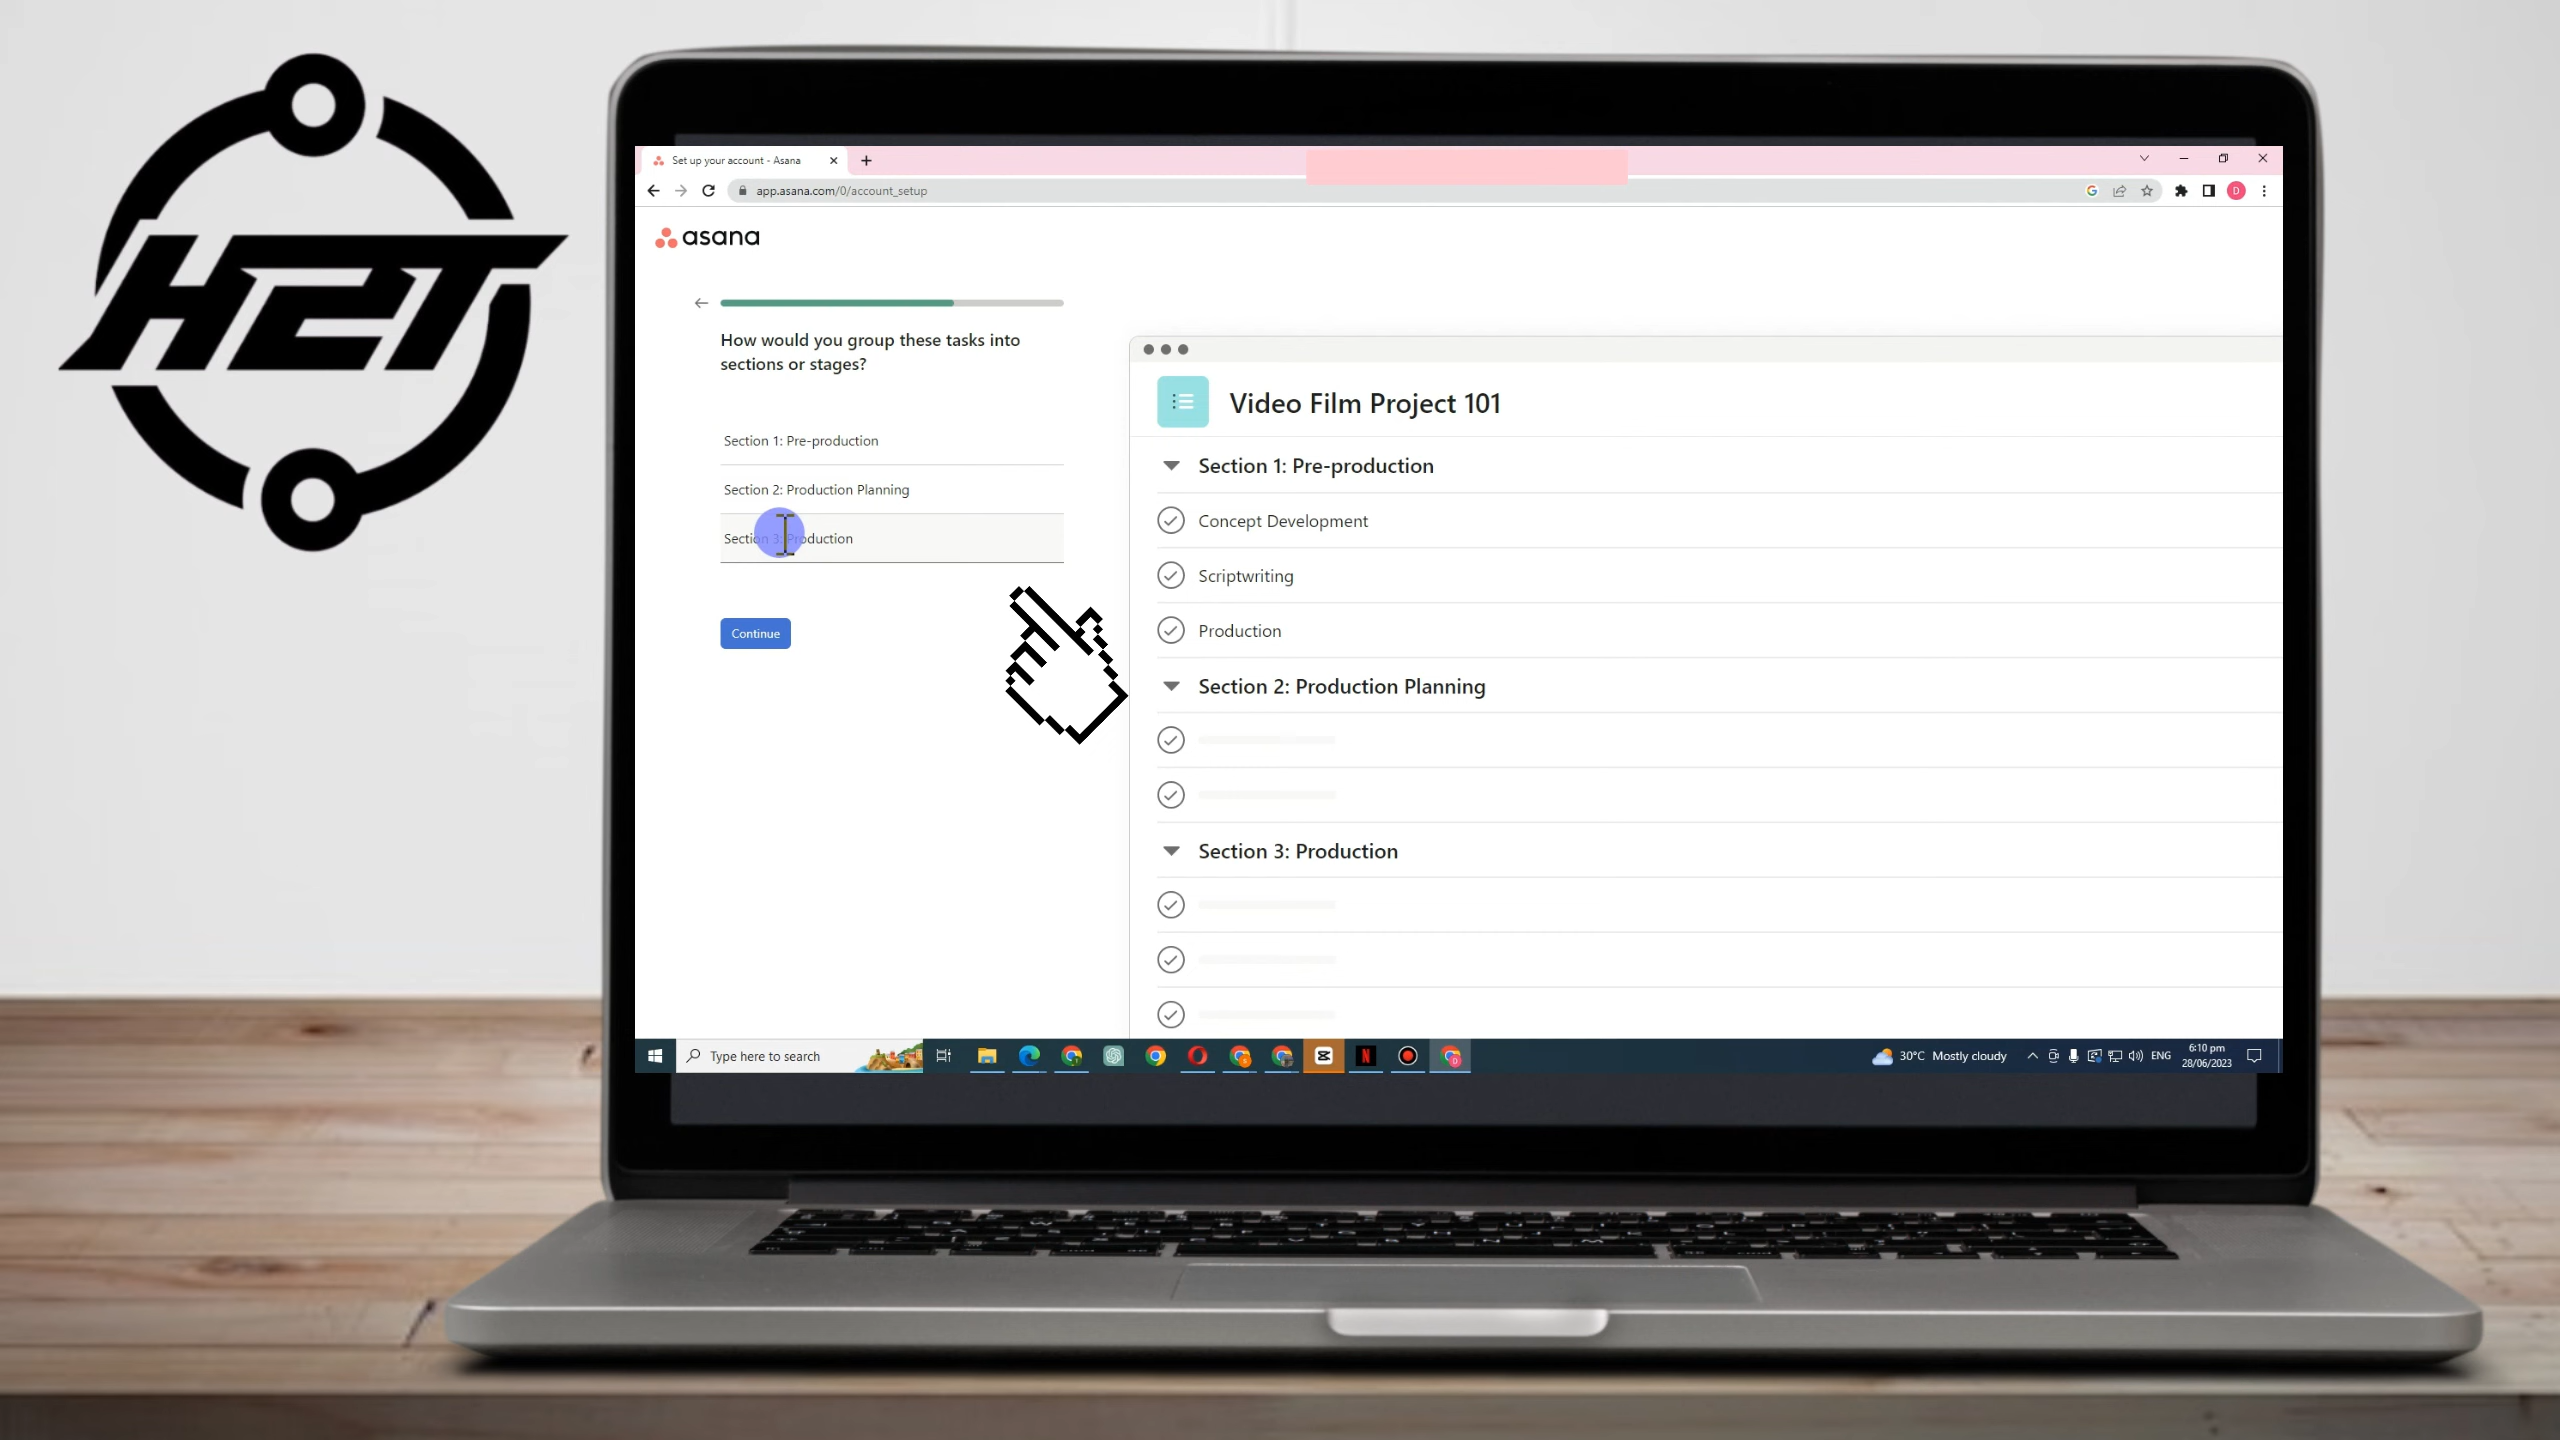 HZT
Set up your account - Asana
app.asana.com/0/account_setup
D
asana
How would you group these tasks into
sections or stages?
Section 1: Pre-production
Section 2: Production Planning
Section 3: Production
Continue
Video Film Project 101
Section 1: Pre-production
Concept Development
Scriptwriting
Production
Section 2: Production Planning
Section 3: Production
Type here to search
30°C Mostly cloudy
ENG
6:10 pm
28/06/2023